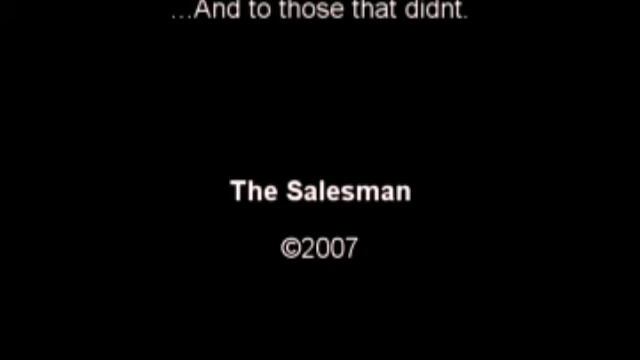 ...And to those that didnt.
The Salesman
©2007